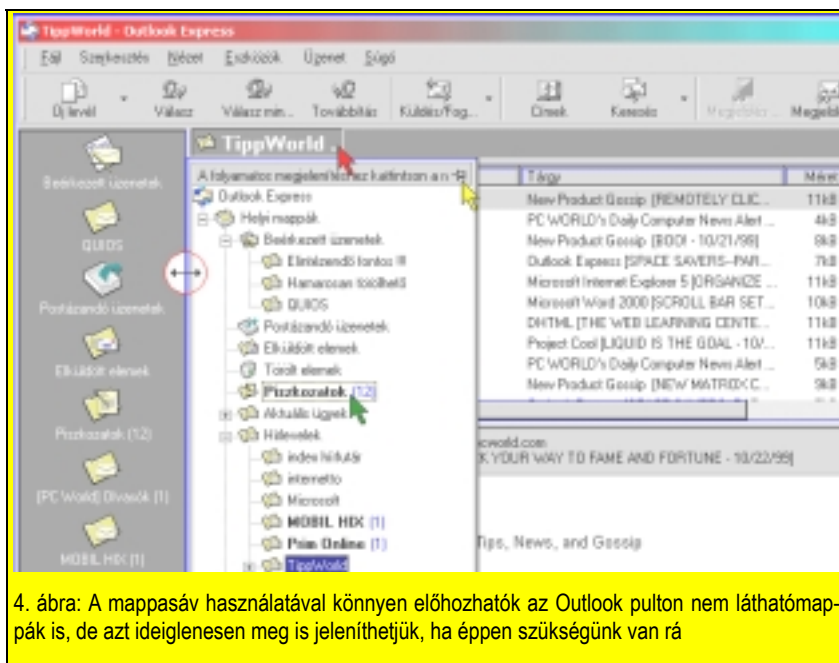 TippWorld - Outlook Express
Fájl Szerkesztés Nézet Eszközök Üzenet Súgó
Új levél Válasz Válasz min... Továbbítás Küldés/Fog... Címek Keresés Megjelölés... Megjelöl
TippWorld
Beérkezett üzenetek
QUIOS
Postázandó üzenetek
Elküldött elemek
Piszkozatok (12)
(PC World) Olvasók (1)
MOBIL HIX (1)
A folyamatos megjelenítéshez kattintson a
Outlook Express
Helyi mappák
Beérkezett üzenetek
Elintézendő fontos !!!
Hamarosan törölhető
QUIOS
Postázandó üzenetek
Elküldött elemek
Törölt elemek
Piszkozatok (12)
Aktuális ügyek
Hírlevelek
index hírfutár
internetto
Microsoft
MOBIL HIX (1)
Prim Online (1)
TippWorld
Tárgy Méret
New Product Gossip [REMOTELY CLIC... 11kB
PC WORLD's Daily Computer News Alert ... 4kB
New Product Gossip [BOO! - 10/21/99] 8kB
Outlook Express [SPACE SAVERS--PAR... 7kB
Microsoft Internet Explorer 5 [ORGANIZE ... 11kB
Microsoft Word 2000 [SCROLL BAR SET... 10kB
DHTML [THE WEB LEARNING CENTE... 11kB
Project Cool [LIQUID IS THE GOAL - 10/... 11kB
PC WORLD's Daily Computer News Alert ... 5kB
New Product Gossip [NEW MATROX C... 9kB
pcworld.com
K YOUR WAY TO FAME AND FORTUNE - 10/22/99]
Tips, News, and Gossip
4. ábra: A mappasáv használatával könnyen előhozhatók az Outlook pulton nem láthatómap-
pák is, de azt ideiglenesen meg is jeleníthetjük, ha éppen szükségünk van rá